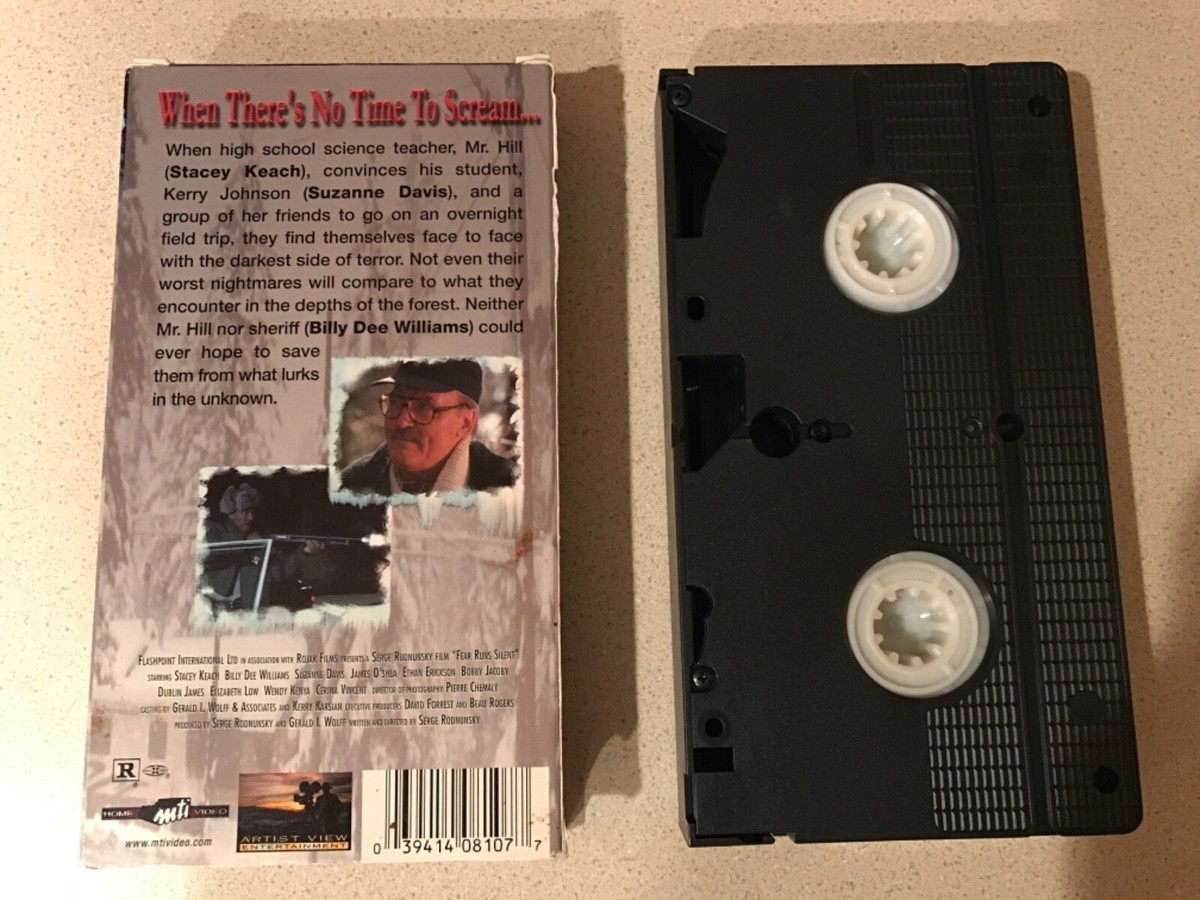 When There's No Time To Scream...
When high school science teacher, Mr. Hill
(Stacey Keach), convinces his student,
Kerry Johnson (Suzanne Davis), and a
group of her friends to go on an overnight
field trip, they find themselves face to face
with the darkest side of terror. Not even their
worst nightmares will compare to what they
encounter in the depths of the forest. Neither
Mr. Hill nor sheriff (Billy Dee Williams) could
ever hope to save
them from what lurks
in the unknown.
FLASHPOINT INTERNATIONAL LTD IN ASSOCIATION WITH ROJAK FILMS PRESENTS A SERGE RODNUNSKY FILM "FEAR RUNS SILENT"
STARRING STACEY KEACH BILLY DEE WILLIAMS SUZANNE DAVIS JAMES O'SHEA ETHAN ERICKSON BOBBY JACOBY
DUBLIN JAMES ELIZABETH LOW WENDY KENYA CERINA VINCENT DIRECTOR OF PHOTOGRAPHY PIERRE CHEMALY
CASTING BY GERALD I. WOLFF & ASSOCIATES AND KERRY KARSIAN EXECUTIVE PRODUCERS DAVID FORREST AND BEAU ROGERS
PRODUCED BY SERGE RODNUNSKY AND GERALD I. WOLFF WRITTEN AND DIRECTED BY SERGE RODNUNSKY
R
HOME mti VIDEO
www.mtivideo.com
ARTIST VIEW
ENTERTAINMENT
0 39414 08107 7